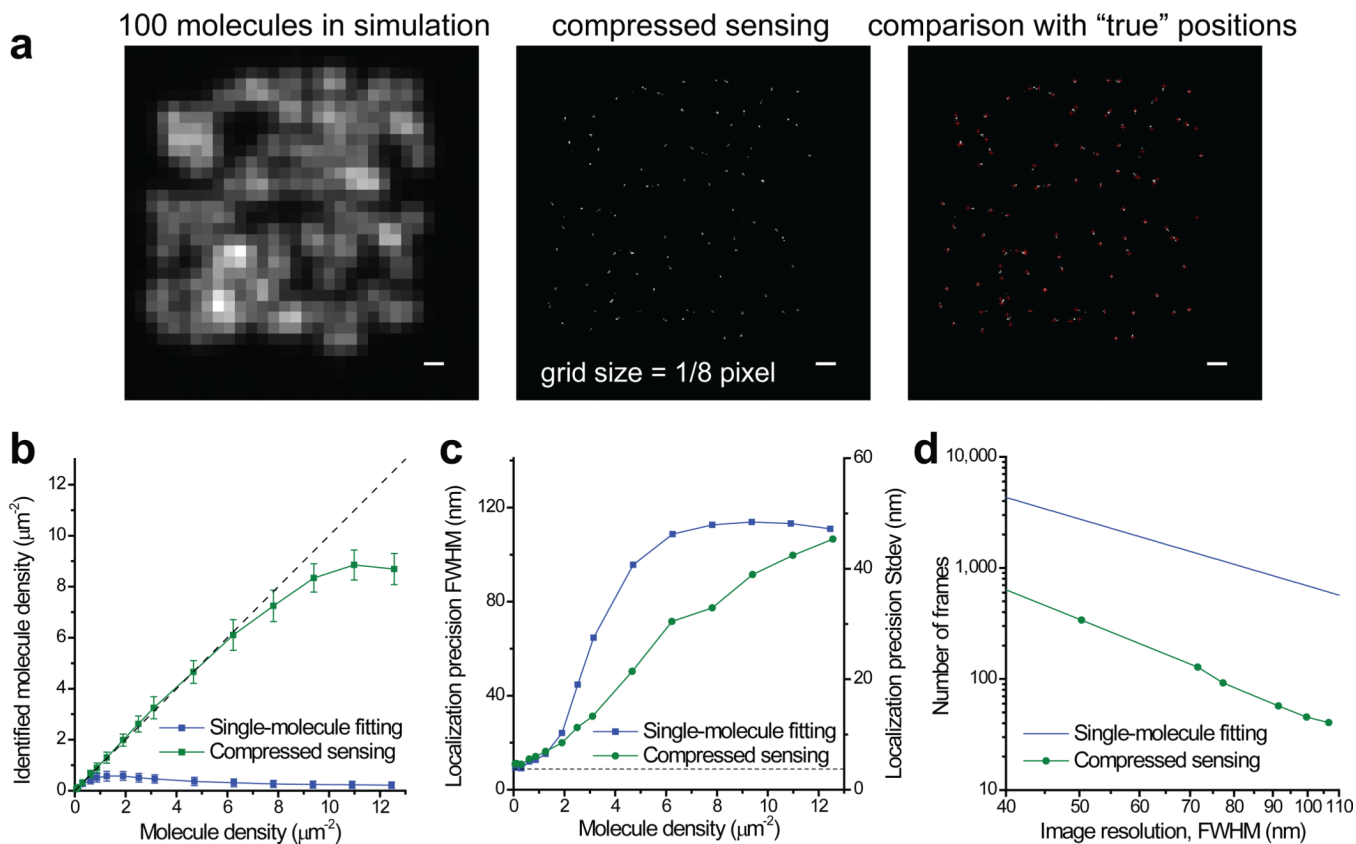 a
100 molecules in simulation
compressed sensing
comparison with “true” positions
grid size = 1/8 pixel
b
Identified molecule density (μm-2)
12
10
8
6
4
2
0
Single-molecule fitting
Compressed sensing
0 2 4 6 8 10 12
Molecule density (μm-2)
c
Localization precision FWHM (nm)
120
80
40
0
60
40
20
0
Localization precision Stdev (nm)
Single-molecule fitting
Compressed sensing
0 2 4 6 8 10 12
Molecule density (μm-2)
d
Number of frames
10,000
1,000
100
10
Single-molecule fitting
Compressed sensing
40 50 60 70 80 90 100 110
Image resolution, FWHM (nm)